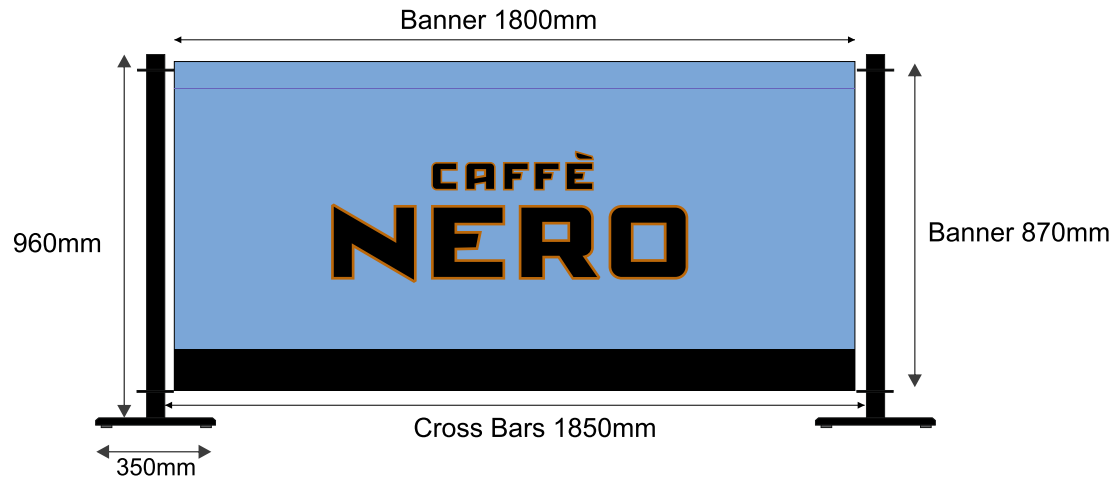 Banner 1800mm
CAFFÈ
NERO
960mm
Banner 870mm
Cross Bars 1850mm
350mm